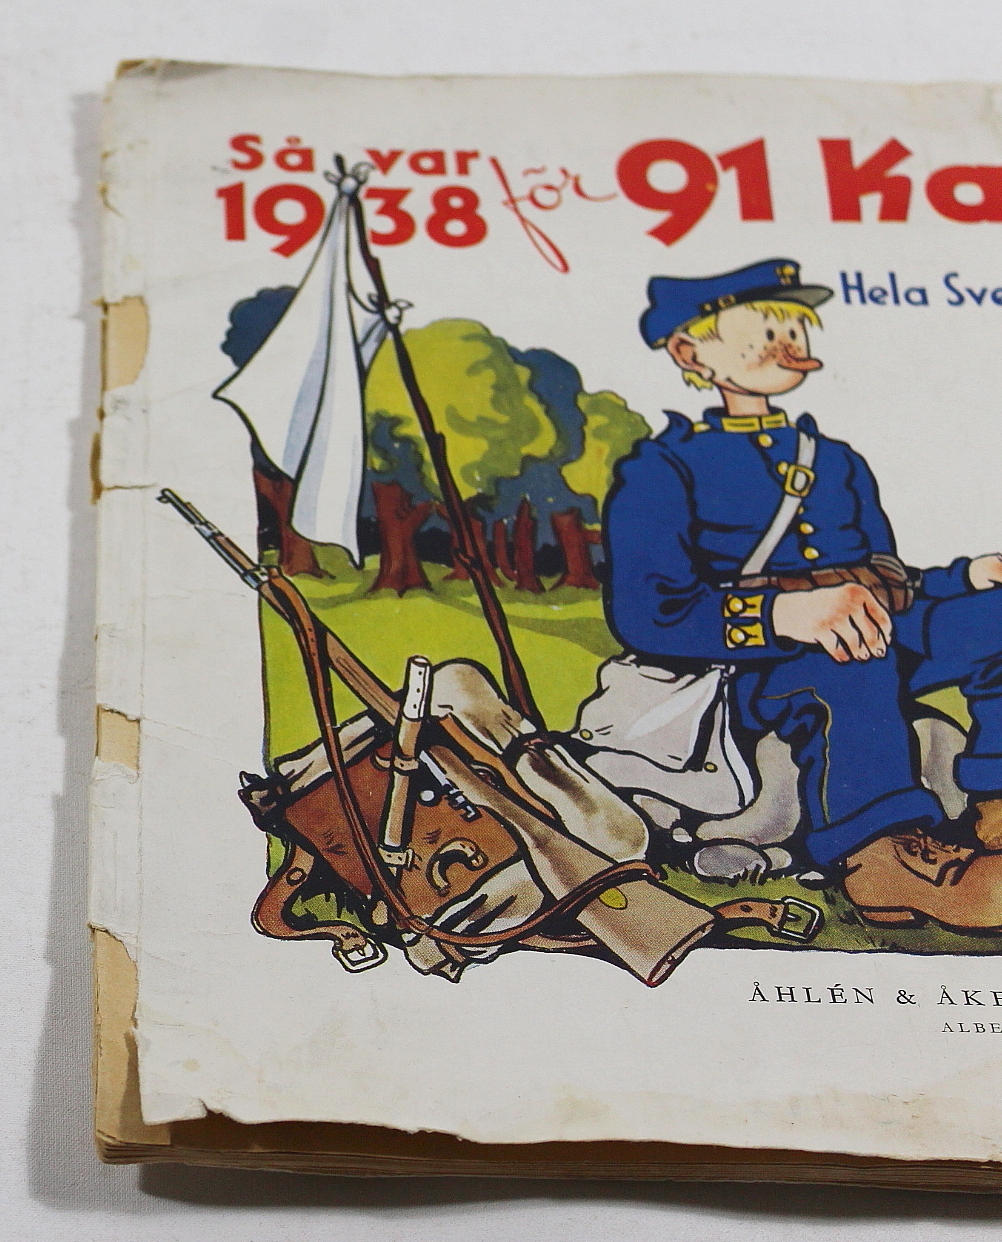 Så var
1938 för 91 Ka
Hela Sve
ÅHLÉN & ÅKE
ALBE